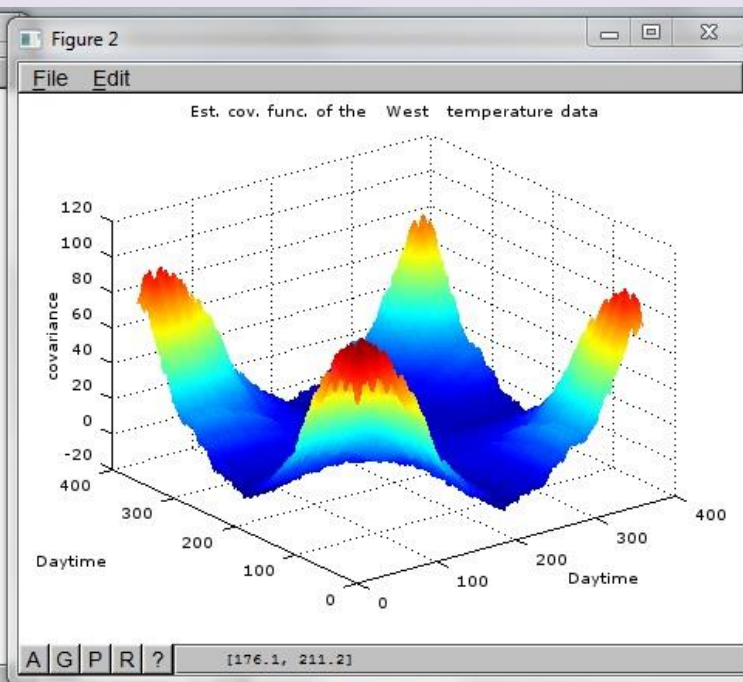 Figure 2
File Edit
Est. cov. func. of the West temperature data
120
100
80
60
40
20
0
-20
covariance
400
300
200
100
0
Daytime
0
100
200
300
400
Daytime
A G P R ?
[176.1, 211.2]